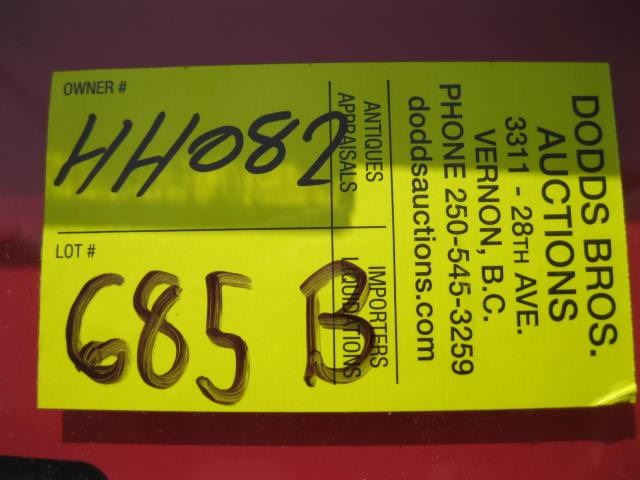 OWNER #
HH082
LOT #
685 B
DODDS BROS.
AUCTIONS
3311 - 28TH AVE.
VERNON, B.C.
PHONE 250-545-3259
doddsauctions.com
ANTIQUES IMPORTERS
APPRAISALS LIQUIDATIONS